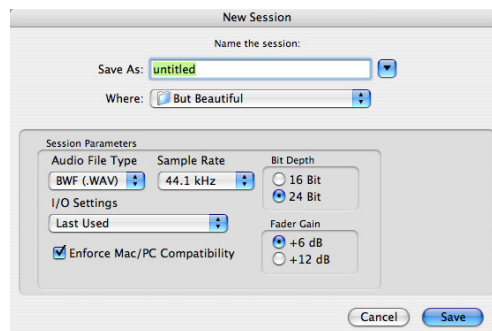 New Session
Name the session:
Save As: untitled
Where: But Beautiful
Session Parameters
Audio File Type Sample Rate Bit Depth
BWF (.WAV) 44.1 kHz 16 Bit
24 Bit
I/O Settings
Last Used Fader Gain
+6 dB
Enforce Mac/PC Compatibility +12 dB
Cancel Save